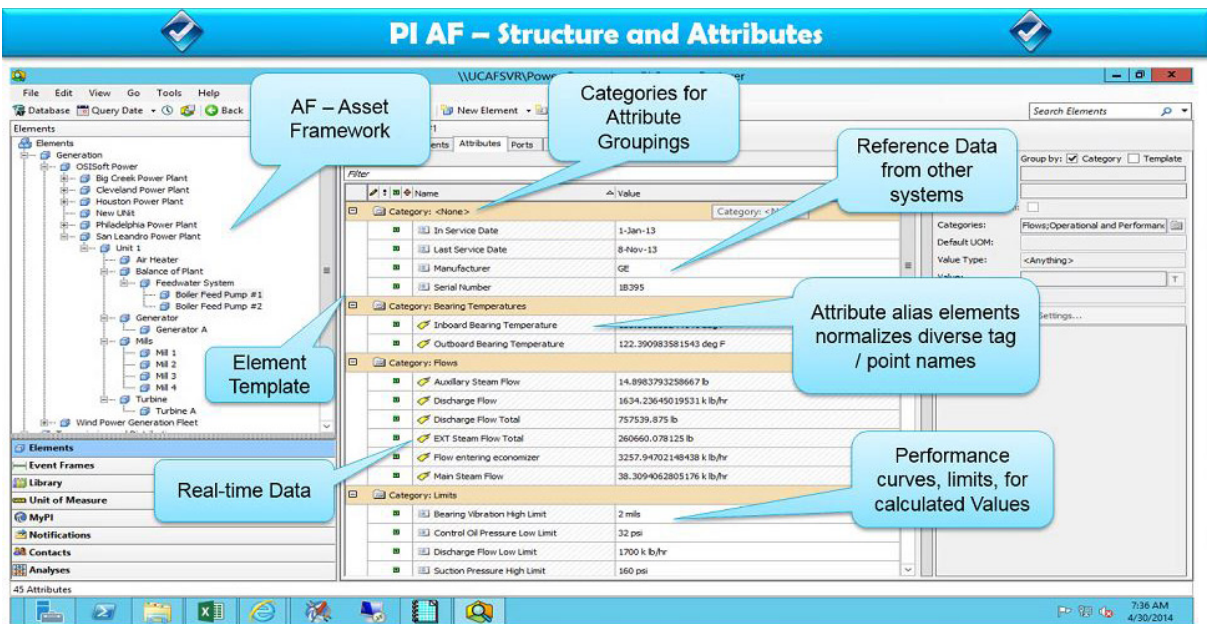 PI AF – Structure and Attributes
\\UCAFSVR\Power
File Edit View Go Tools Help
Database Query Date Back
New Element
Search Elements
AF – Asset
Framework
Categories for
Attribute
Groupings
Reference Data
from other
systems
Elements
Elements
Generation
OSISoft Power
Big Creek Power Plant
Cleveland Power Plant
Houston Power Plant
New UNit
Philadelphia Power Plant
San Leandro Power Plant
Unit 1
Air Heater
Balance of Plant
Feedwater System
Boiler Feed Pump #1
Boiler Feed Pump #2
Generator
Generator A
Mills
Mill 1
Mill 2
Mill 3
Mill 4
Turbine
Turbine A
Wind Power Generation Fleet
Element
Template
Attributes Ports
Filter
Name Value
Category: <None>
In Service Date 1-Jan-13
Last Service Date 8-Nov-13
Manufacturer GE
Serial Number 1B395
Category: Bearing Temperatures
Inboard Bearing Temperature
Outboard Bearing Temperature 122.390983581543 deg F
Category: Flows
Auxiliary Steam Flow 14.8983793258667 lb
Discharge Flow 1634.23645019531 k lb/hr
Discharge Flow Total 757539.875 lb
EXT Steam Flow Total 260660.078125 lb
Flow entering economizer 3257.94702148438 k lb/hr
Main Steam Flow 38.3094062805176 k lb/hr
Category: Limits
Bearing Vibration High Limit 2 mils
Control Oil Pressure Low Limit 32 psi
Discharge Flow Low Limit 1700 k lb/hr
Suction Pressure High Limit 160 psi
Group by: Category Template
Categories: Flows;Operational and Performanc
Default UOM:
Value Type: <Anything>
Settings...
Attribute alias elements
normalizes diverse tag
/ point names
Performance
curves, limits, for
calculated Values
Real-time Data
Elements
Event Frames
Library
Unit of Measure
MyPI
Notifications
Contacts
Analyses
45 Attributes
7:36 AM
4/30/2014